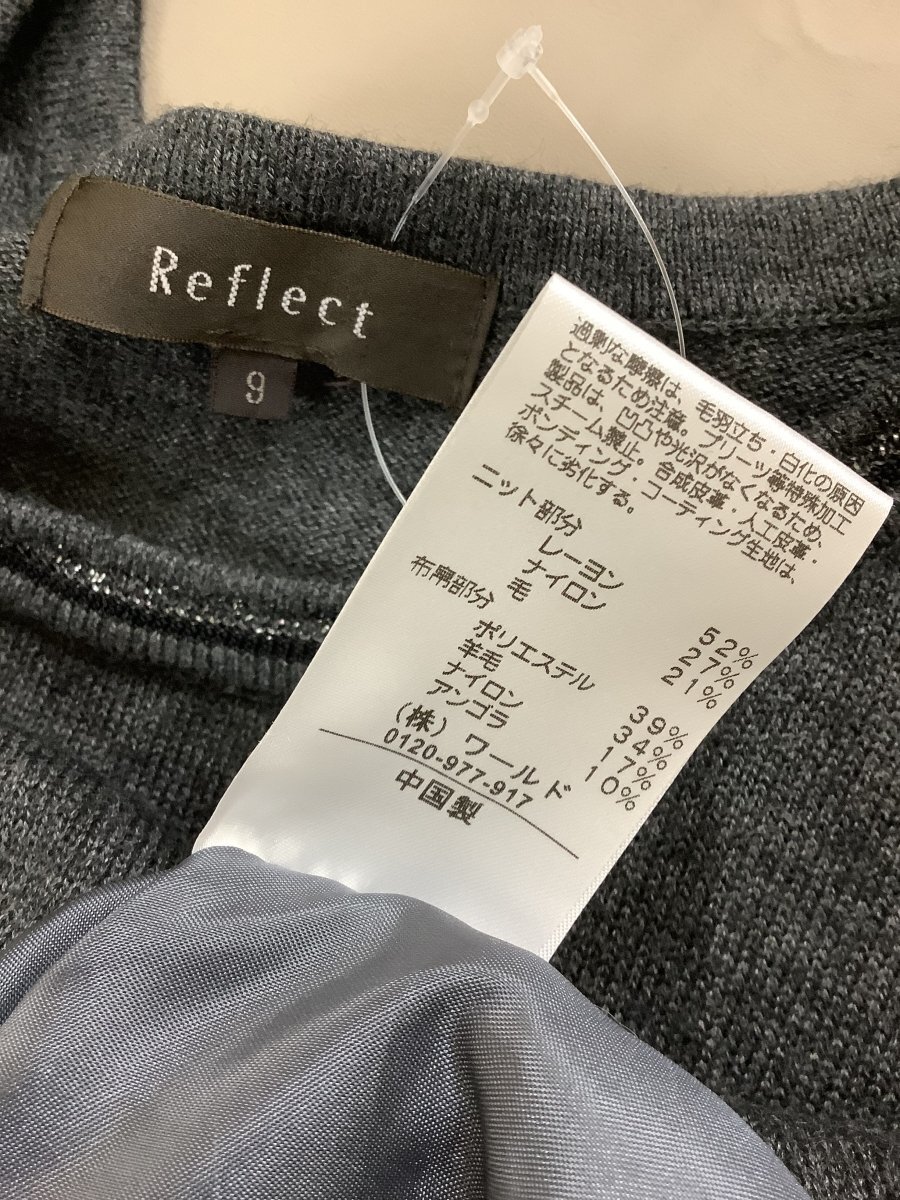 Reflect
9
過剰な摩擦は、毛羽立ち・白化の原因
となるため注意。プリーツ等特殊加工
製品は、凹凸や光沢がなくなるため、
スチーム禁止。合成皮革・人工皮革・
ボンディング・コーティング生地は、
徐々に劣化する。
ニット部分
レーヨン 52%
ナイロン 27%
毛 21%
布帛部分
ポリエステル 39%
羊毛 34%
ナイロン 17%
アンゴラ 10%
(株)ワールド
0120-977-917
中国製